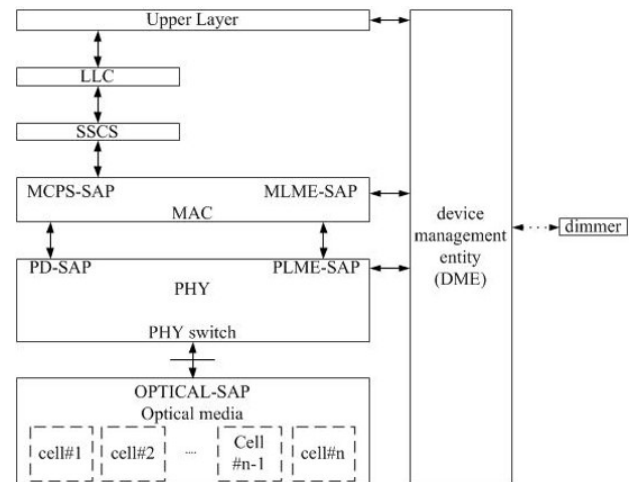 Upper Layer
LLC
SSCS
MCPS-SAP MLME-SAP
MAC
PD-SAP PLME-SAP
PHY
PHY switch
OPTICAL-SAP
Optical media
cell#1 cell#2 .... Cell
#n-1 cell#n
device
management
entity
(DME)
dimmer